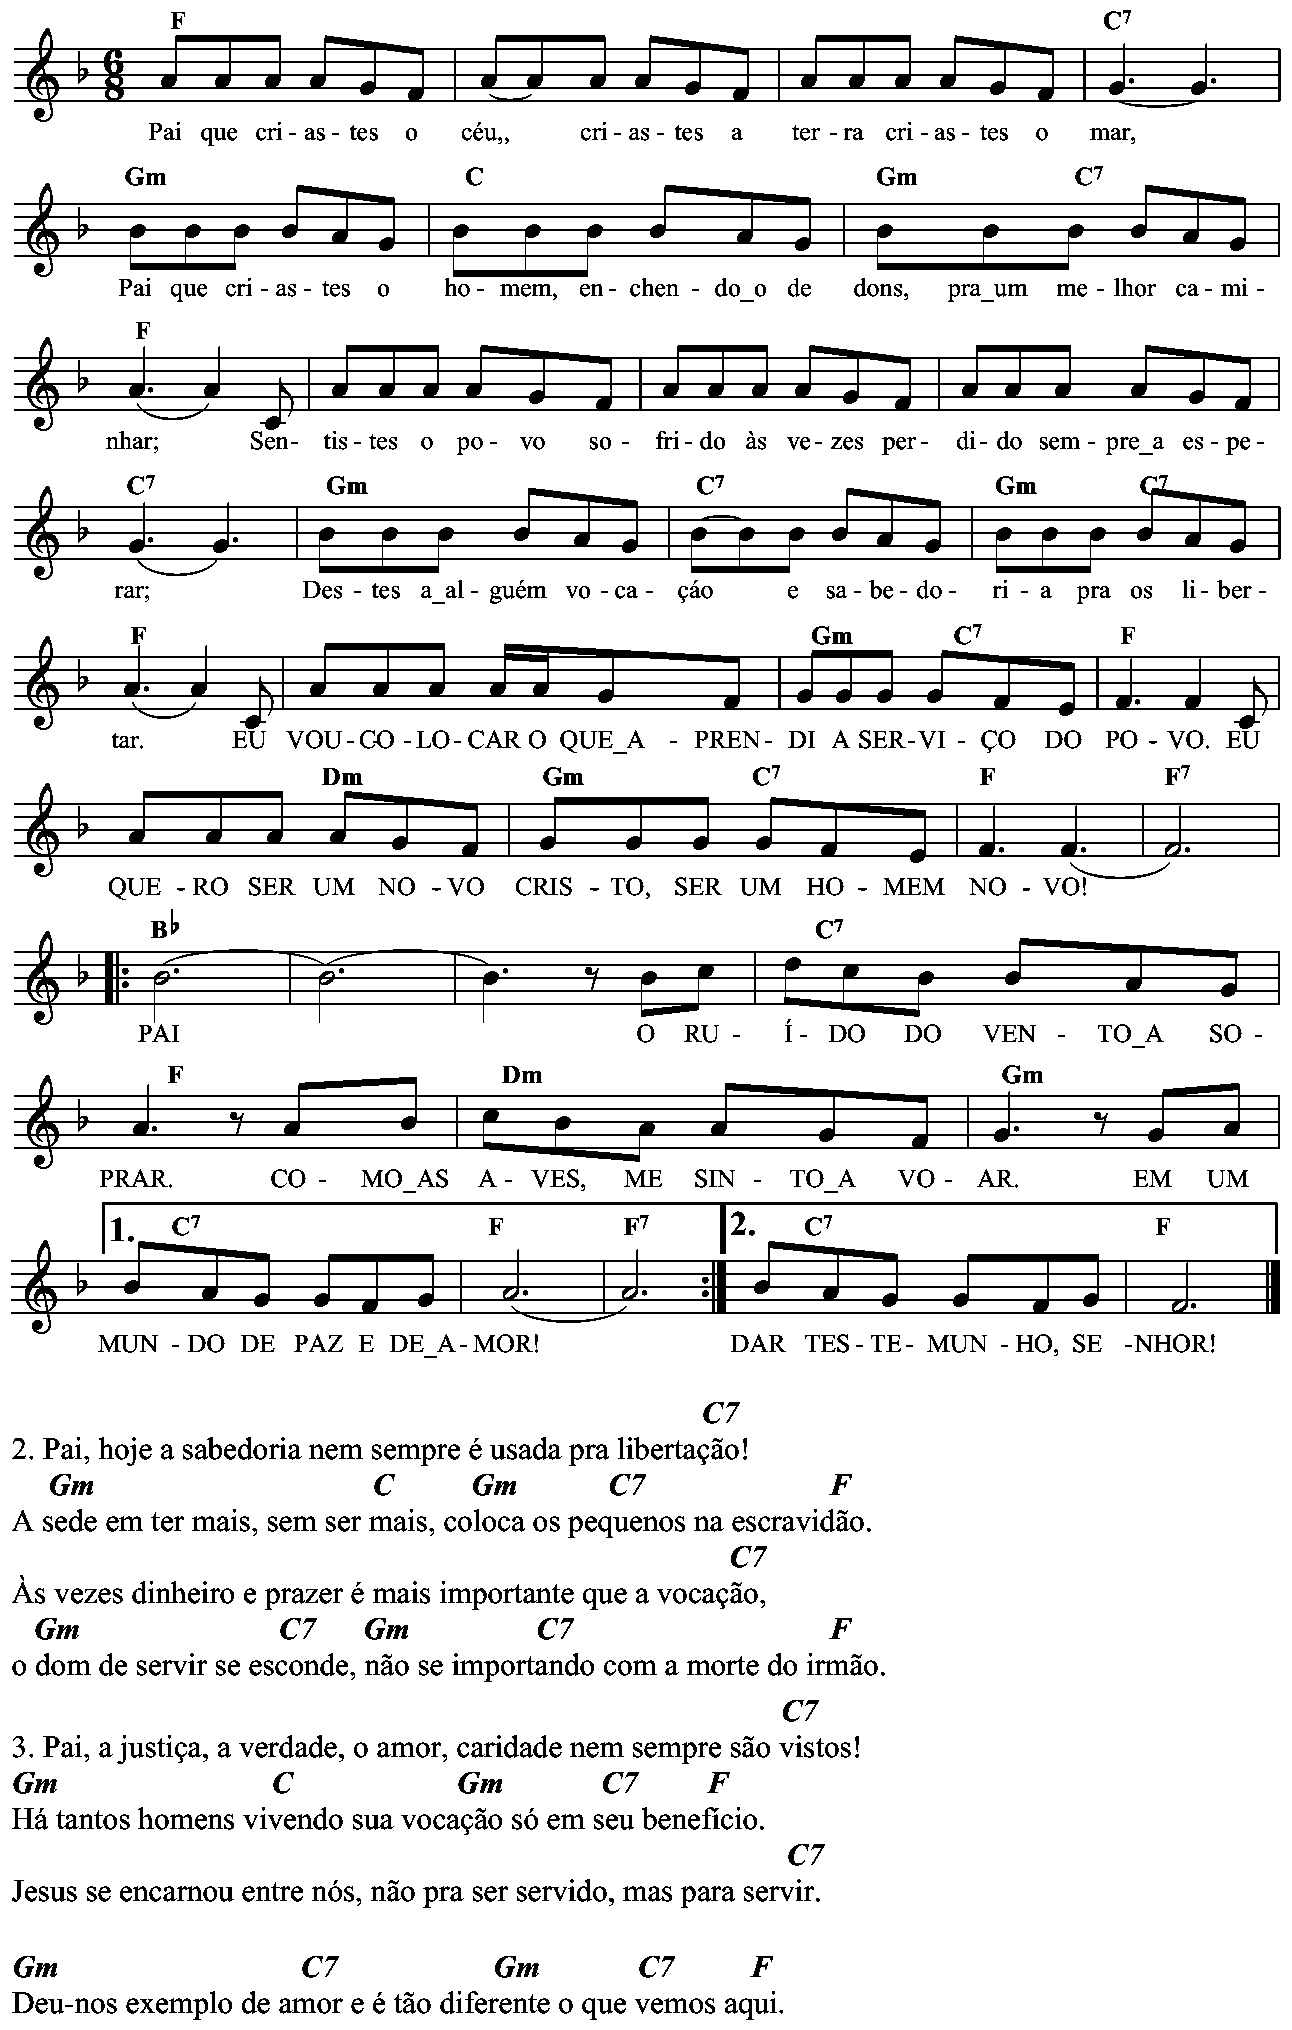 F C7
6
8
Pai que cri - as - tes o céu,, cri - as - tes a ter - ra cri - as - tes o mar,
Gm C Gm C7
Pai que cri - as - tes o ho - mem, en - chen - do_o de dons, pra_um me - lhor ca - mi -
F
nhar; Sen- tis - tes o po - vo so - fri - do às ve - zes per - di - do sem - pre_a es - pe -
C7 Gm C7 Gm C7
rar; Des - tes a_al - guém vo - ca - çáo e sa - be - do - ri - a pra os li - ber -
F Gm C7 F
tar. EU VOU - CO - LO - CAR O QUE_A - PREN - DI A SER - VI - ÇO DO PO - VO. EU
Dm Gm C7 F F7
QUE - RO SER UM NO - VO CRIS - TO, SER UM HO - MEM NO - VO!
B♭ C7
PAI O RU - Í - DO DO VEN - TO_A SO -
F Dm Gm
PRAR. CO - MO_AS A - VES, ME SIN - TO_A VO - AR. EM UM
1. C7 F F7 2. C7 F
MUN - DO DE PAZ E DE_A - MOR! DAR TES - TE - MUN - HO, SE -NHOR!
C7
2. Pai, hoje a sabedoria nem sempre é usada pra libertação!
Gm C Gm C7 F
A sede em ter mais, sem ser mais, coloca os pequenos na escravidão.
C7
Às vezes dinheiro e prazer é mais importante que a vocação,
Gm C7 Gm C7 F
o dom de servir se esconde, não se importando com a morte do irmão.
C7
3. Pai, a justiça, a verdade, o amor, caridade nem sempre são vistos!
Gm C Gm C7 F
Há tantos homens vivendo sua vocação só em seu benefício.
C7
Jesus se encarnou entre nós, não pra ser servido, mas para servir.
Gm C7 Gm C7 F
Deu-nos exemplo de amor e é tão diferente o que vemos aqui.